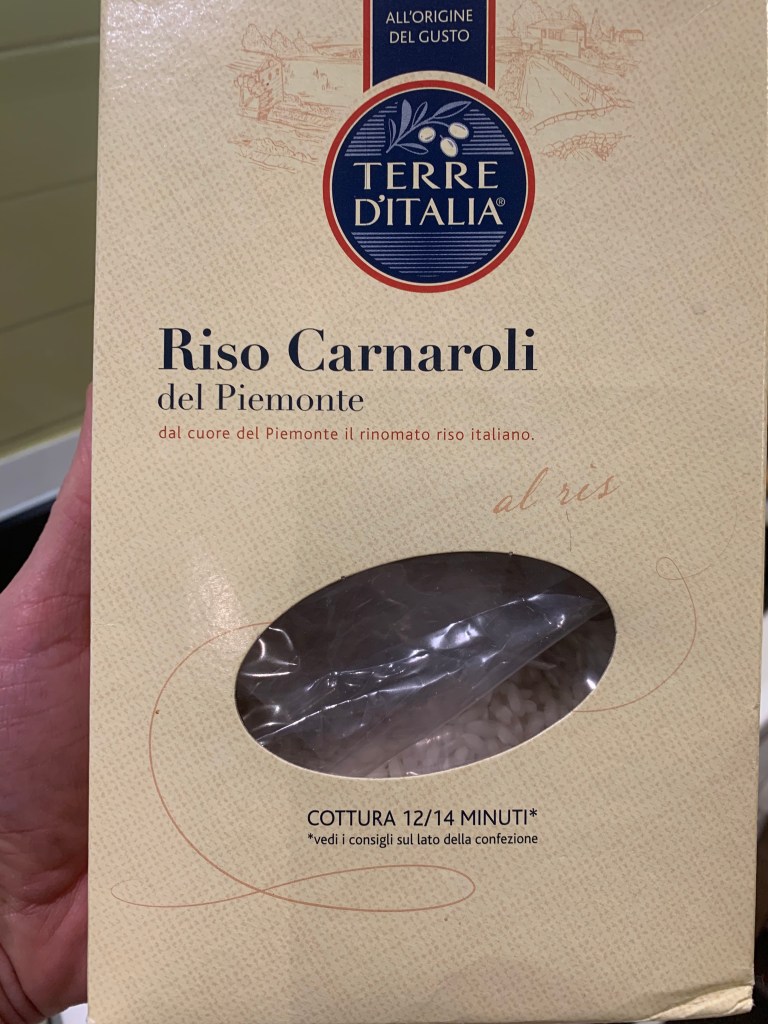 ALL'ORIGINE
DEL GUSTO
TERRE
D'ITALIA®
Riso Carnaroli
del Piemonte
dal cuore del Piemonte il rinomato riso italiano.
al ris
COTTURA 12/14 MINUTI*
*vedi i consigli sul lato della confezione